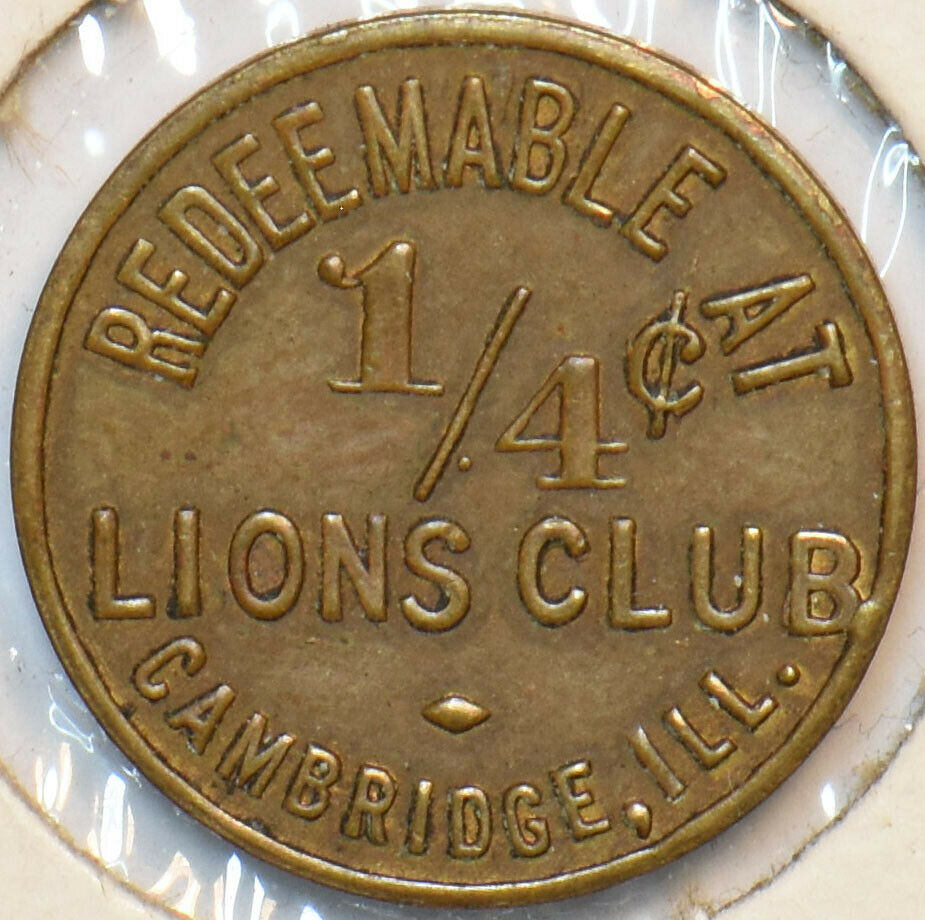 REDEEMABLE AT
1/4¢
LIONS CLUB
CAMBRIDGE, ILL.